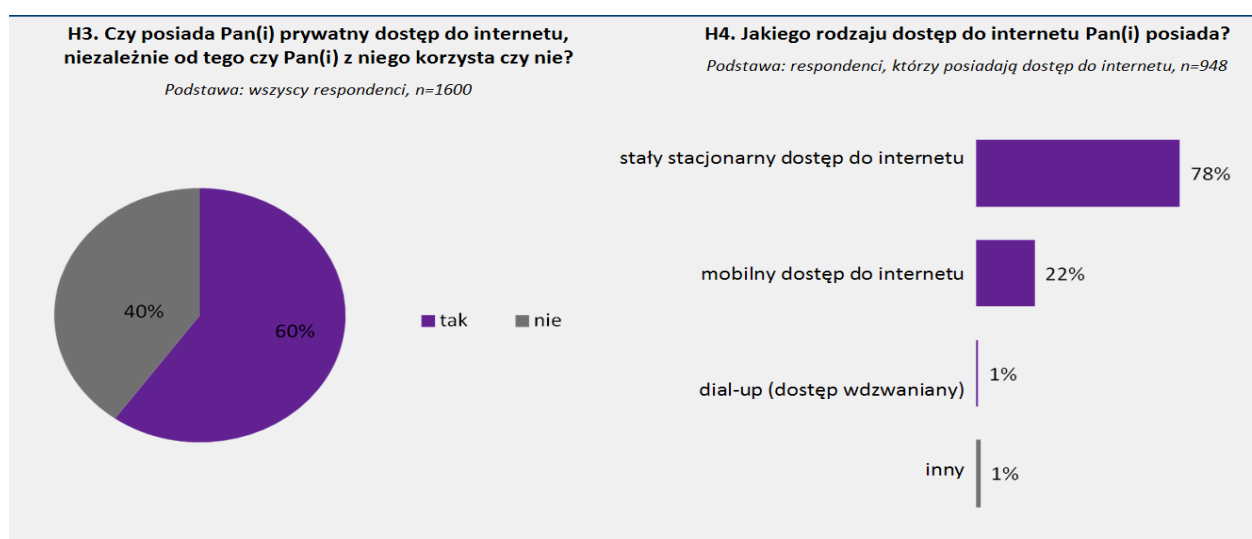 H3. Czy posiada Pan(i) prywatny dostęp do internetu,
niezależnie od tego czy Pan(i) z niego korzysta czy nie?
Podstawa: wszyscy respondenci, n=1600
40%
60%
tak
nie
H4. Jakiego rodzaju dostęp do internetu Pan(i) posiada?
Podstawa: respondenci, którzy posiadają dostęp do internetu, n=948
stały stacjonarny dostęp do internetu
78%
mobilny dostęp do internetu
22%
dial-up (dostęp wdzwaniany)
1%
inny
1%